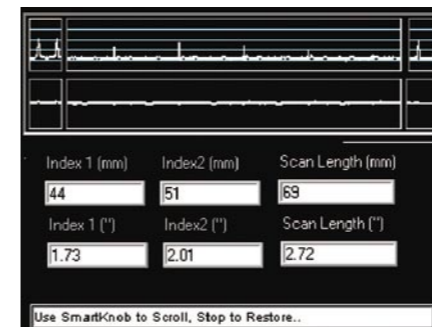 Index 1 (mm) Index2 (mm) Scan Length (mm)
44 51 69
Index 1 (") Index2 (") Scan Length (")
1.73 2.01 2.72
Use SmartKnob to Scroll, Stop to Restore..